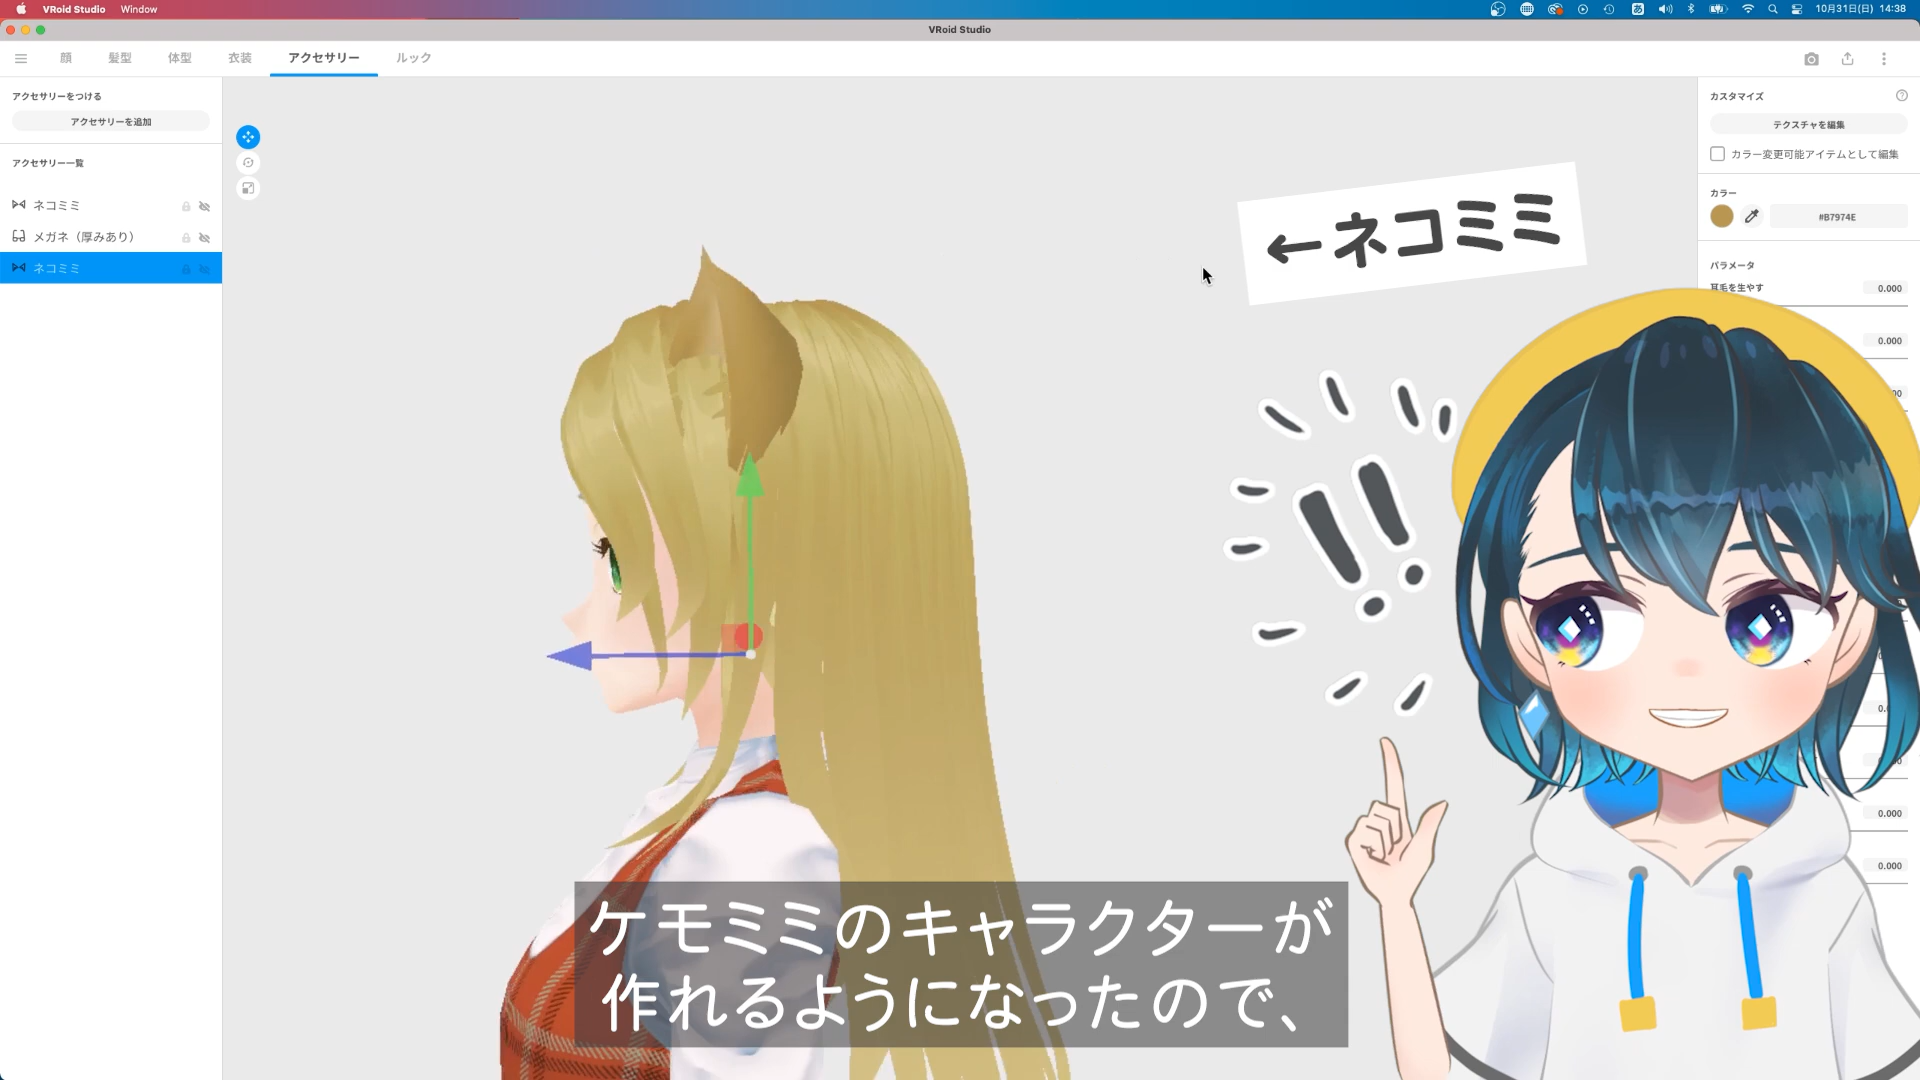 VRoid Studio Window
10月31日(日) 14:38
VRoid Studio
顔 髪型 体型 衣装 アクセサリー ルック
アクセサリーをつける
アクセサリーを追加
アクセサリー一覧
ネコミミ
メガネ（厚みあり）
ネコミミ
カスタマイズ
テクスチャを編集
カラー変更可能アイテムとして編集
カラー
#B7974E
パラメータ
耳毛を生やす 0.000
0.000
0.000
0.000
←ネコミミ
!!
ケモミミのキャラクターが
作れるようになったので、